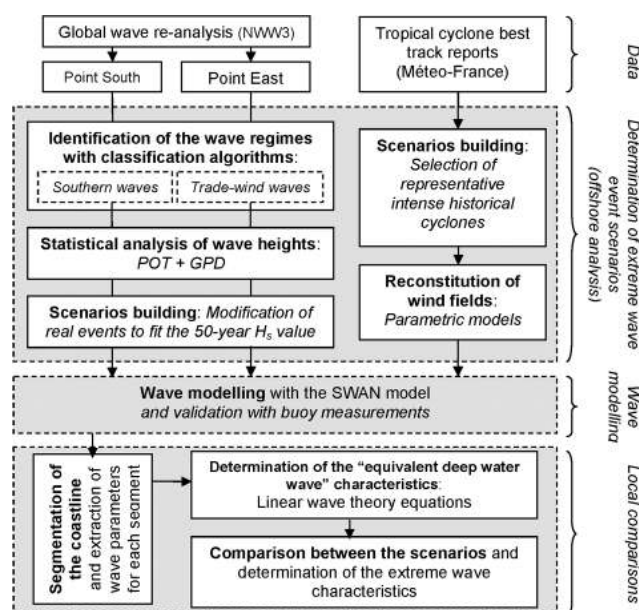 Global wave re-analysis (NWW3)
Point South
Point East
Tropical cyclone best
track reports
(Méteo-France)
Data
Identification of the wave regimes
with classification algorithms:
Southern waves
Trade-wind waves
Statistical analysis of wave heights:
POT + GPD
Scenarios building: Modification of
real events to fit the 50-year Hs value
Scenarios building:
Selection of
representative
intense historical
cyclones
Reconstitution of
wind fields:
Parametric models
Determination of extreme wave
event scenarios
(offshore analysis)
Wave modelling with the SWAN model
and validation with buoy measurements
Wave
modelling
Segmentation of
the coastline
and extraction of
wave parameters
for each segment
Determination of the “equivalent deep water
wave” characteristics:
Linear wave theory equations
Comparison between the scenarios and
determination of the extreme wave
characteristics
Local comparisons